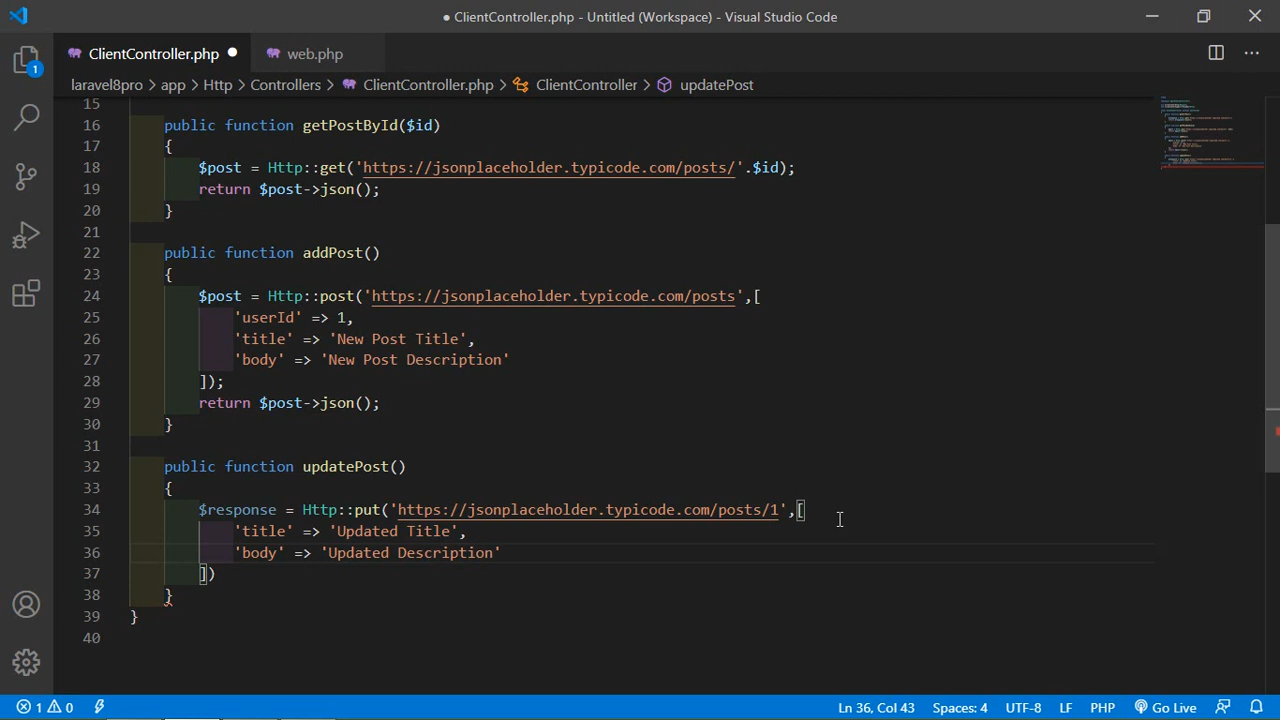 ● ClientController.php - Untitled (Workspace) - Visual Studio Code
ClientController.php ●
web.php
laravel8pro > app > Http > Controllers > ClientController.php > ClientController > updatePost
15
16 public function getPostById($id)
17 {
18 $post = Http::get('https://jsonplaceholder.typicode.com/posts/'.$id);
19 return $post->json();
20 }
21
22 public function addPost()
23 {
24 $post = Http::post('https://jsonplaceholder.typicode.com/posts',[
25 'userId' => 1,
26 'title' => 'New Post Title',
27 'body' => 'New Post Description'
28 ]);
29 return $post->json();
30 }
31
32 public function updatePost()
33 {
34 $response = Http::put('https://jsonplaceholder.typicode.com/posts/1',[
35 'title' => 'Updated Title',
36 'body' => 'Updated Description'
37 ])
38 }
39 }
40
1
1 0 Ln 36, Col 43 Spaces: 4 UTF-8 LF PHP Go Live